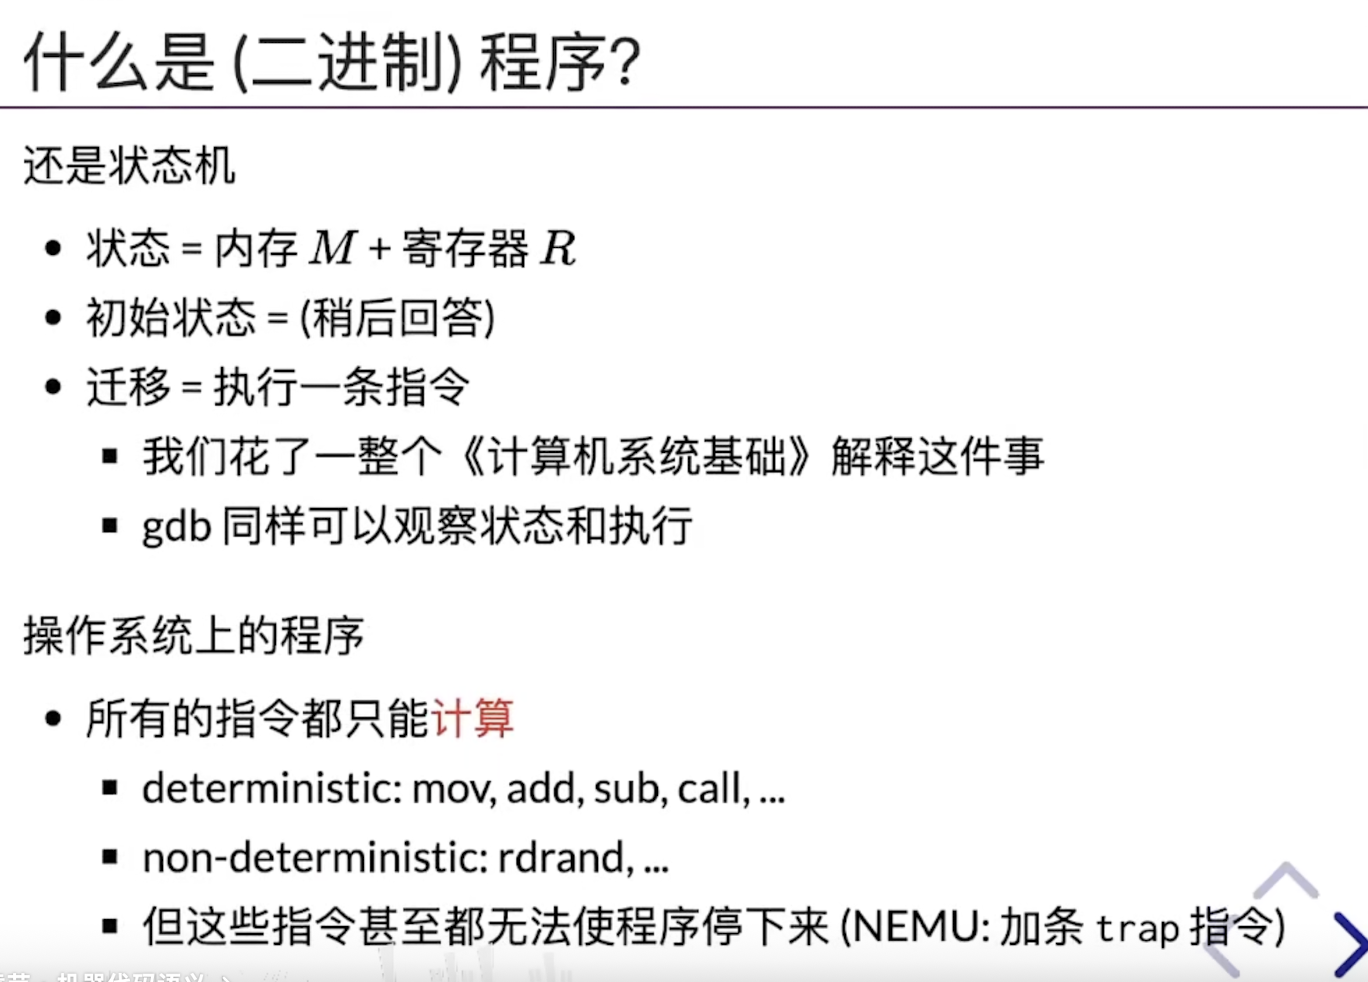 什么是 (二进制) 程序?
还是状态机
• 状态 = 内存 M + 寄存器 R
• 初始状态 = (稍后回答)
• 迁移 = 执行一条指令
▪ 我们花了一整个《计算机系统基础》解释这件事
▪ gdb 同样可以观察状态和执行
操作系统上的程序
• 所有的指令都只能计算
▪ deterministic: mov, add, sub, call, ...
▪ non-deterministic: rdrand, ...
▪ 但这些指令甚至都无法使程序停下来 (NEMU: 加条 trap 指令)